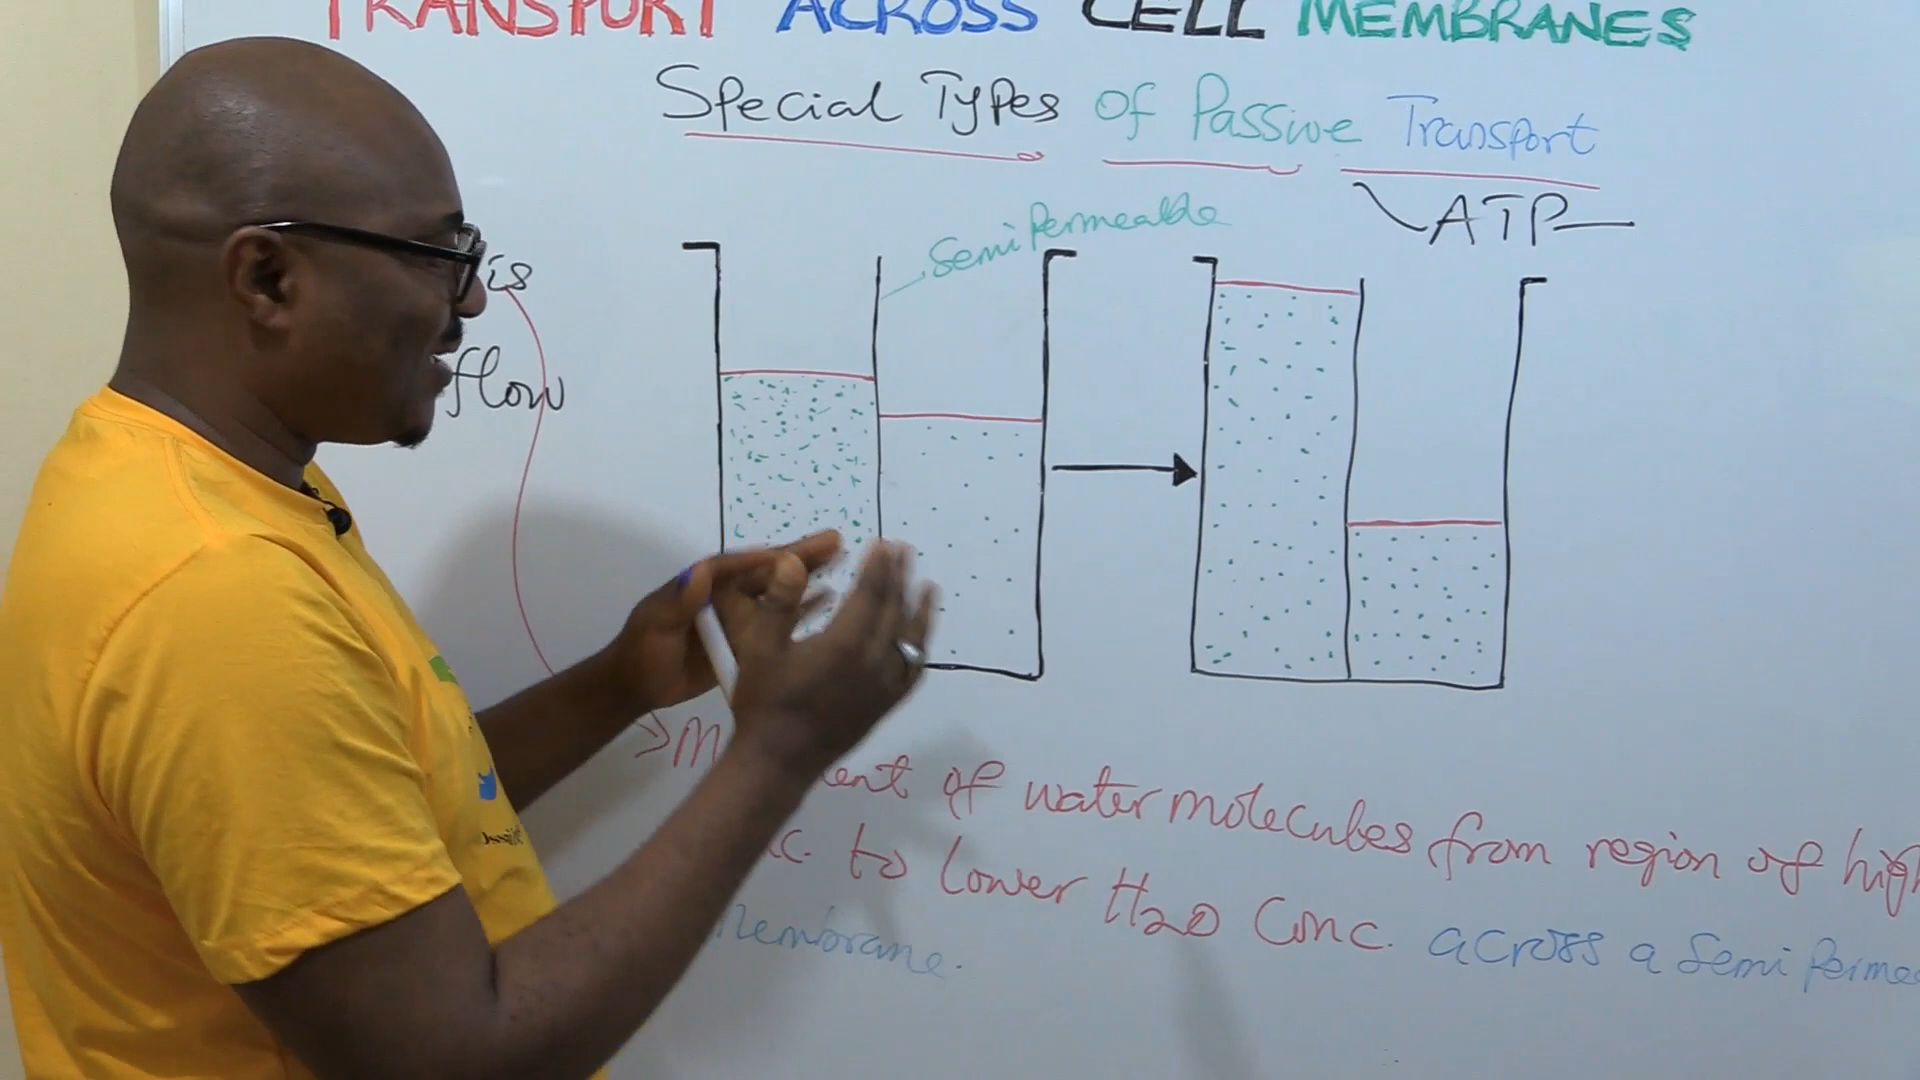 TRANSPORT ACROSS CELL MEMBRANES
Special Types of Passive Transport
ATP
Semi Permeable
is
flow
of water molecules from region of
to lower H2O Conc. across a Semi
membrane.